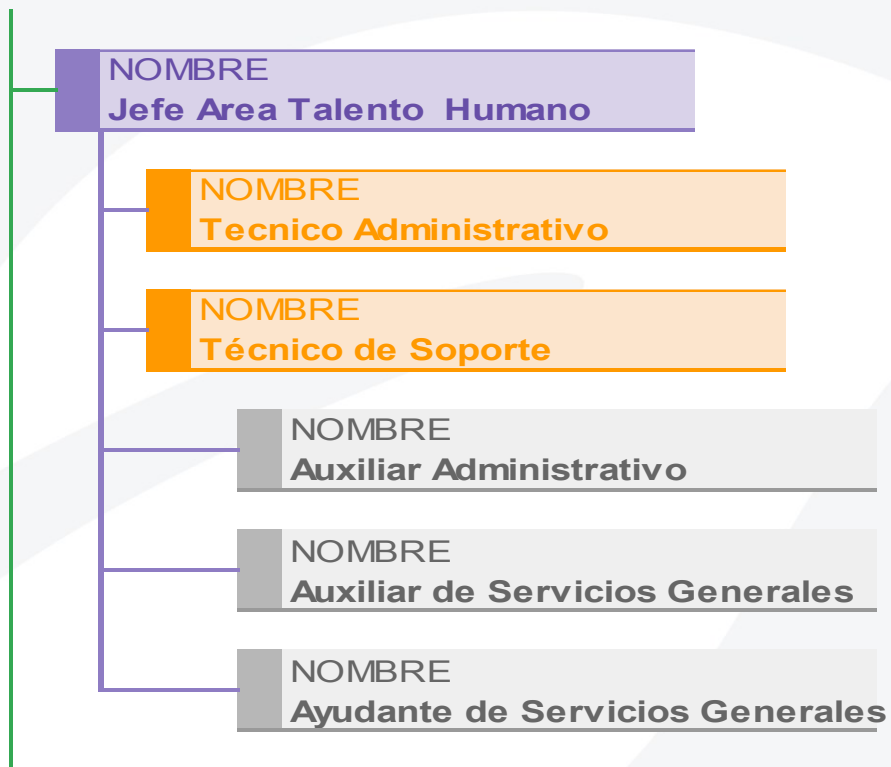 NOMBRE
Jefe Area Talento Humano
NOMBRE
Tecnico Administrativo
NOMBRE
Técnico de Soporte
NOMBRE
Auxiliar Administrativo
NOMBRE
Auxiliar de Servicios Generales
NOMBRE
Ayudante de Servicios Generales